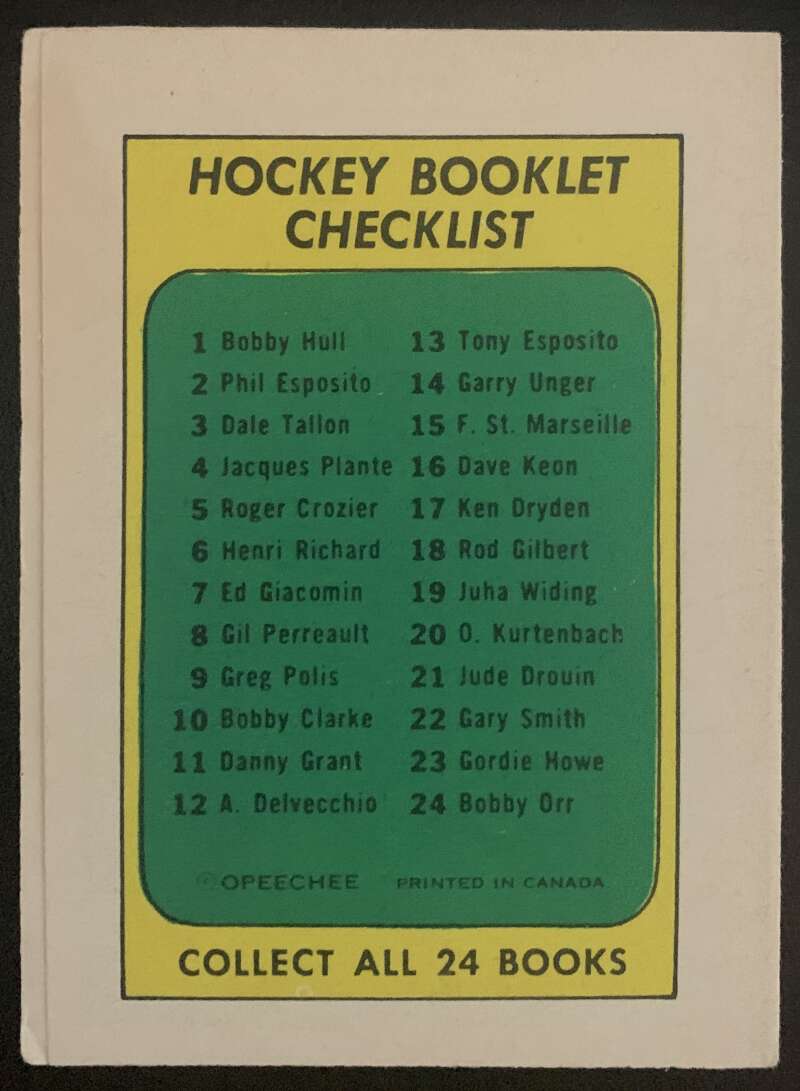 HOCKEY BOOKLET
CHECKLIST
1 Bobby Hull
2 Phil Esposito
3 Dale Tallon
4 Jacques Plante
5 Roger Crozier
6 Henri Richard
7 Ed Giacomin
8 Gil Perreault
9 Greg Polis
10 Bobby Clarke
11 Danny Grant
12 A. Delvecchio
13 Tony Esposito
14 Garry Unger
15 F. St. Marseille
16 Dave Keon
17 Ken Dryden
18 Rod Gilbert
19 Juha Widing
20 O. Kurtenbach
21 Jude Drouin
22 Gary Smith
23 Gordie Howe
24 Bobby Orr
©OPEECHEE PRINTED IN CANADA
COLLECT ALL 24 BOOKS